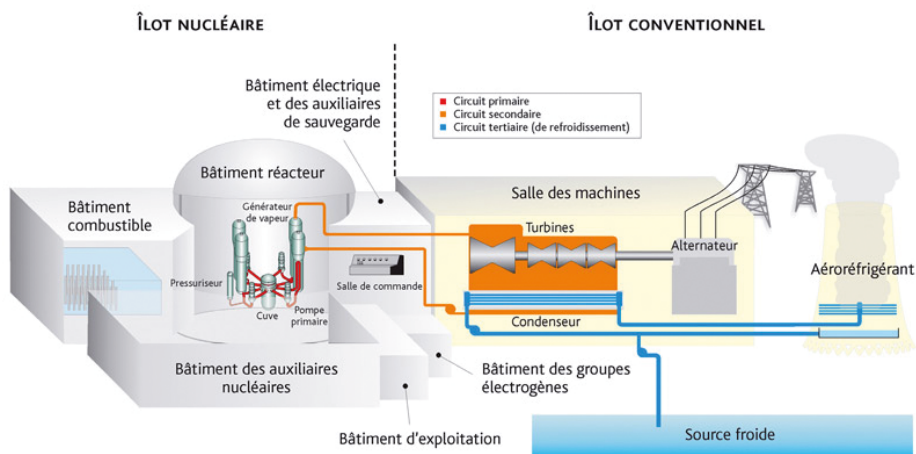 ÎLOT NUCLÉAIRE
ÎLOT CONVENTIONNEL
Bâtiment électrique
et des auxiliaires
de sauvegarde
Circuit primaire
Circuit secondaire
Circuit tertiaire (de refroidissement)
Bâtiment réacteur
Salle des machines
Bâtiment
combustible
Générateur
de vapeur
Turbines
Alternateur
Aéroréfrigérant
Pressuriseur
Salle de commande
Cuve
Pompe
primaire
Condenseur
Bâtiment des auxiliaires
nucléaires
Bâtiment des groupes
électrogènes
Bâtiment d'exploitation
Source froide